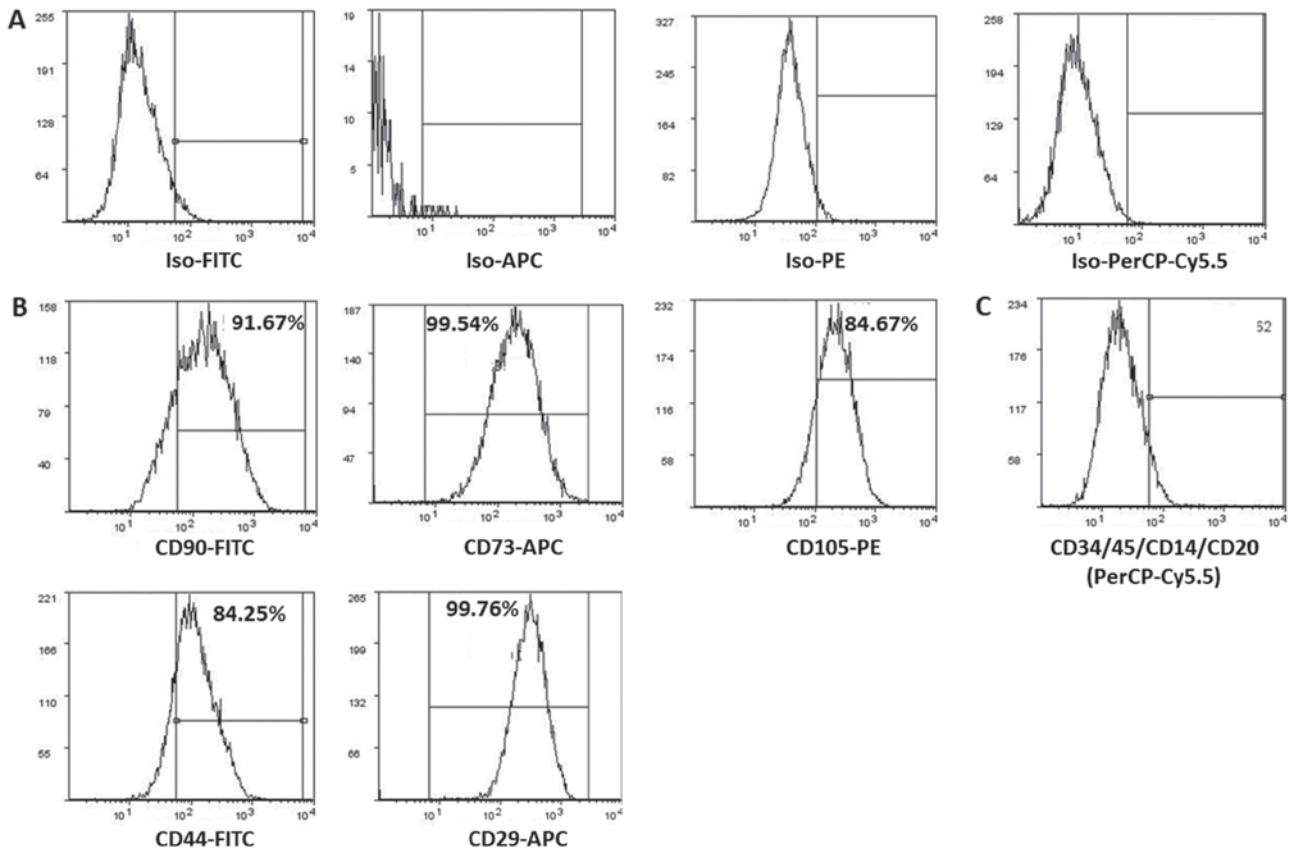 A
255
191
128
64
10¹ 10² 10³ 10⁴
Iso-FITC
19
14
10
5
10¹ 10² 10³ 10⁴
Iso-APC
327
245
164
82
10¹ 10² 10³ 10⁴
Iso-PE
258
194
129
64
10¹ 10² 10³ 10⁴
Iso-PerCP-Cy5.5
B
158
118
79
40
91.67%
10¹ 10² 10³ 10⁴
CD90-FITC
187
140
94
47
99.54%
10¹ 10² 10³ 10⁴
CD73-APC
232
174
116
58
84.67%
10¹ 10² 10³ 10⁴
CD105-PE
C
234
176
117
58
52
10¹ 10² 10³ 10⁴
CD34/45/CD14/CD20
(PerCP-Cy5.5)
221
166
110
55
84.25%
10¹ 10² 10³ 10⁴
CD44-FITC
265
199
132
66
99.76%
10¹ 10² 10³ 10⁴
CD29-APC